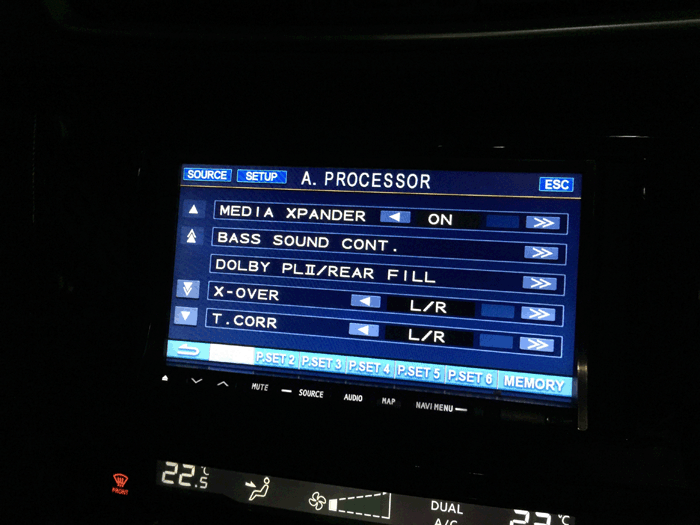 SOURCE SETUP A. PROCESSOR ESC
MEDIA XPANDER ON
BASS SOUND CONT.
DOLBY PLⅡ/REAR FILL
X-OVER L/R
T.CORR L/R
P.SET 2 P.SET 3 P.SET 4 P.SET 5 P.SET 6 MEMORY
MUTE SOURCE AUDIO MAP NAVI MENU
22.5 °C
FRONT
DUAL
A/C
°C